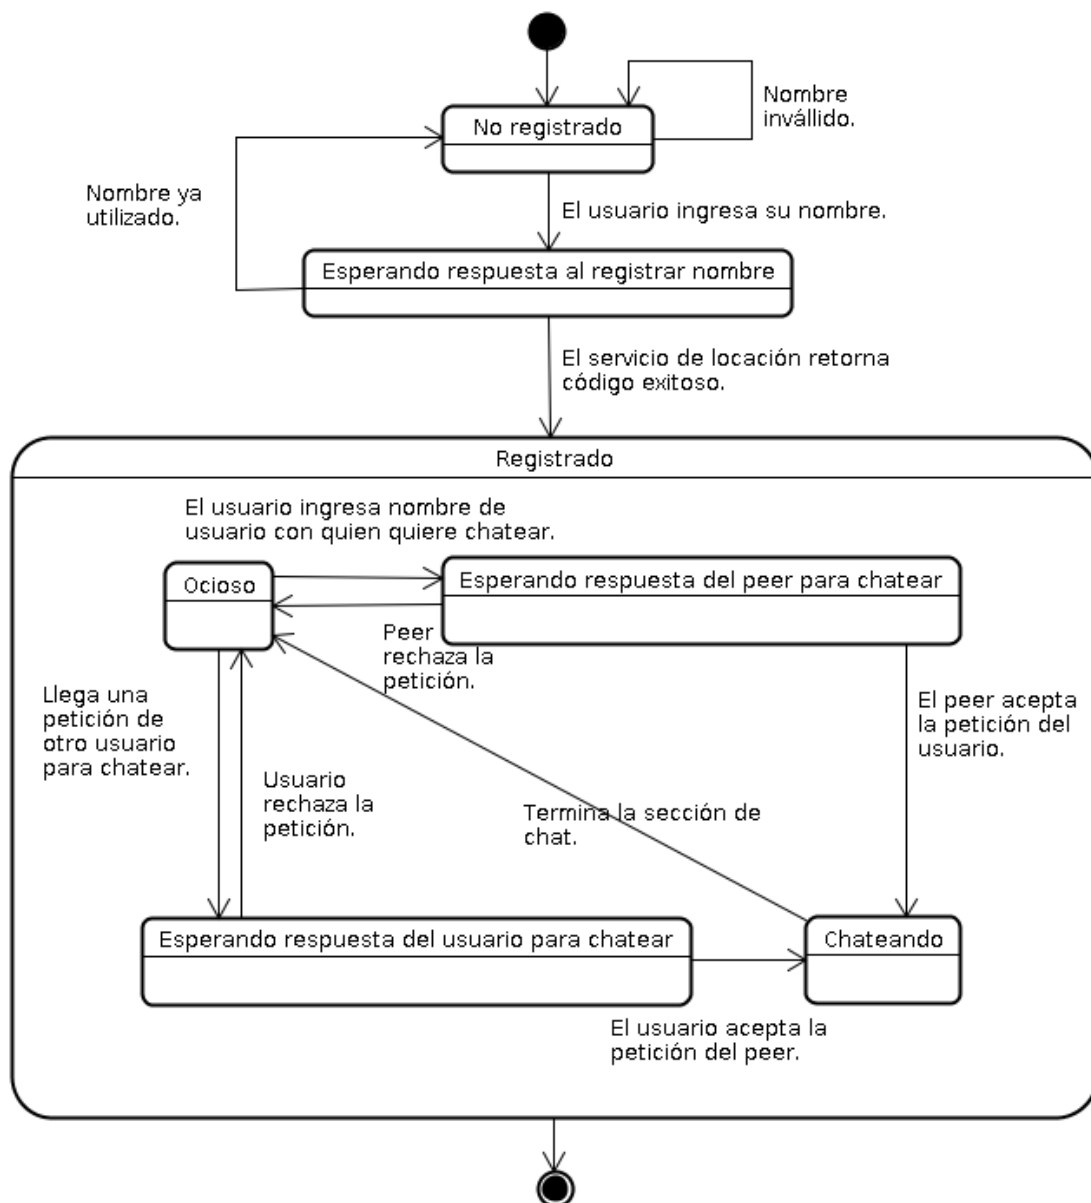 No registrado
Nombre
inválido.
Nombre ya
utilizado.
El usuario ingresa su nombre.
Esperando respuesta al registrar nombre
El servicio de locación retorna
código exitoso.
Registrado
El usuario ingresa nombre de
usuario con quien quiere chatear.
Ocioso
Esperando respuesta del peer para chatear
Peer
rechaza la
petición.
Llega una
petición de
otro usuario
para chatear.
El peer acepta
la petición del
usuario.
Usuario
rechaza la
petición.
Termina la sección de
chat.
Esperando respuesta del usuario para chatear
Chateando
El usuario acepta la
petición del peer.